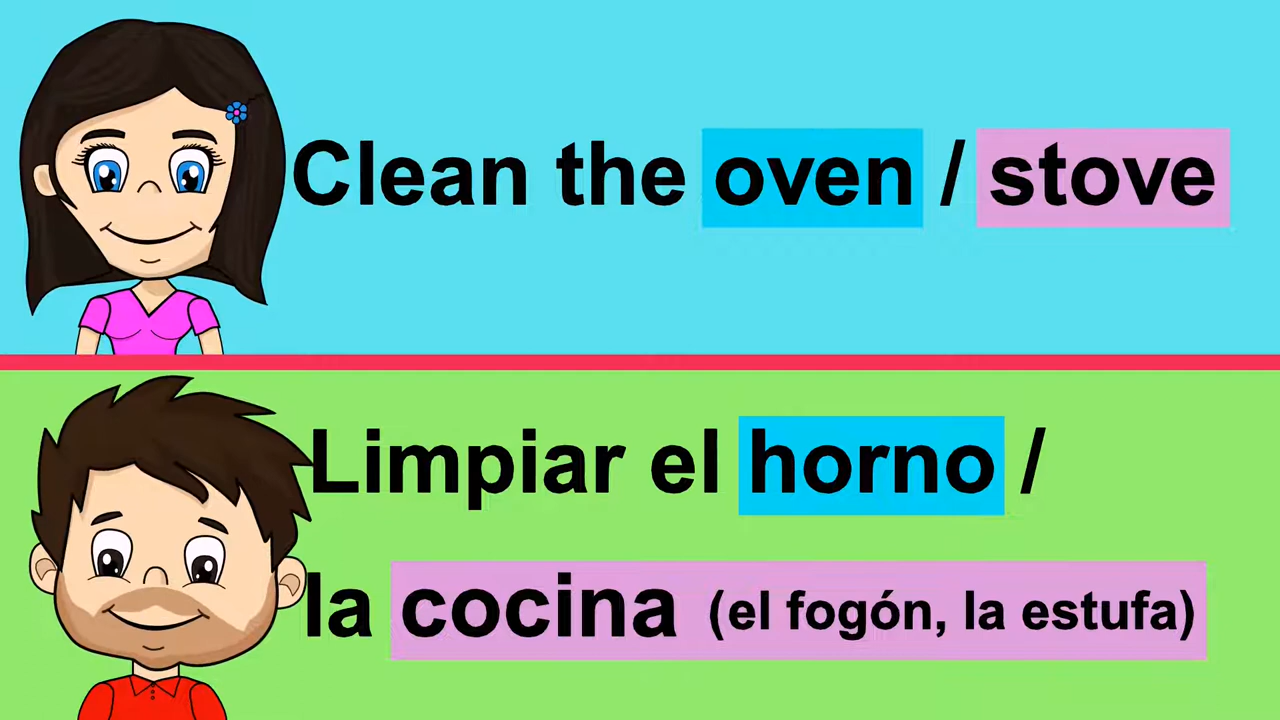 Clean the oven / stove
Limpiar el horno /
la cocina (el fogón, la estufa)